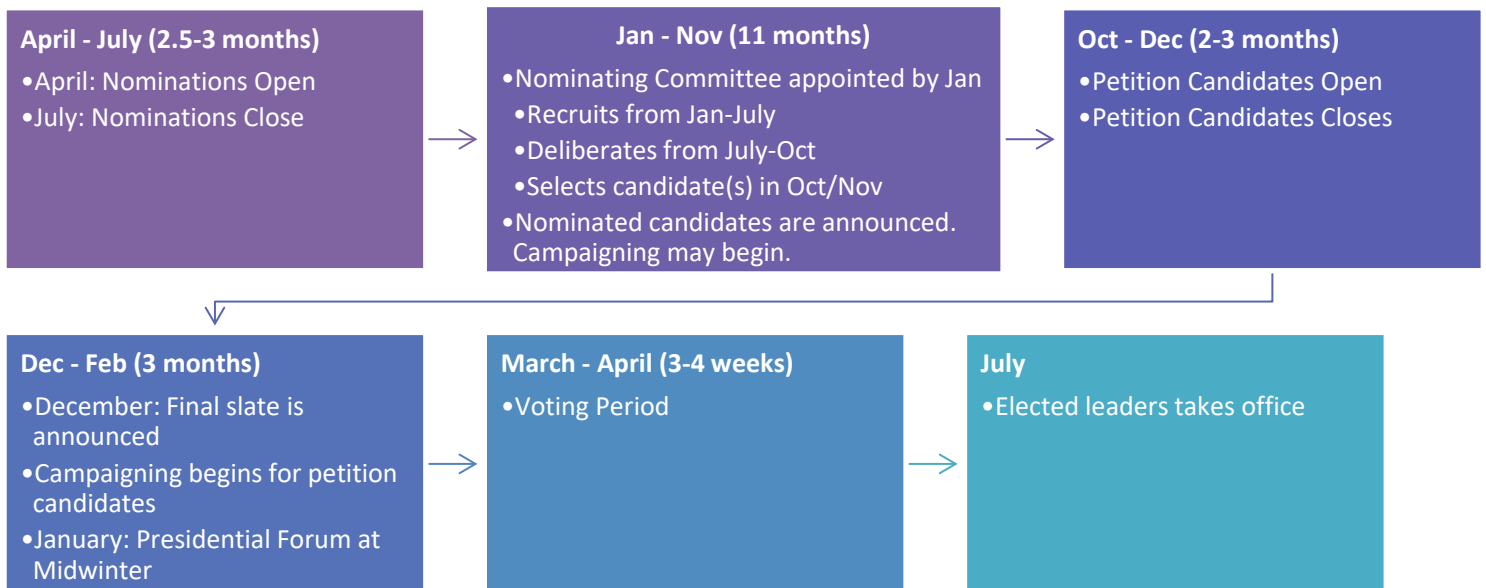 April - July (2.5-3 months)
•April: Nominations Open
•July: Nominations Close
Jan - Nov (11 months)
•Nominating Committee appointed by Jan
•Recruits from Jan-July
•Deliberates from July-Oct
•Selects candidate(s) in Oct/Nov
•Nominated candidates are announced.
Campaigning may begin.
Oct - Dec (2-3 months)
•Petition Candidates Open
•Petition Candidates Closes
Dec - Feb (3 months)
•December: Final slate is
announced
•Campaigning begins for petition
candidates
•January: Presidential Forum at
Midwinter
March - April (3-4 weeks)
•Voting Period
July
•Elected leaders takes office